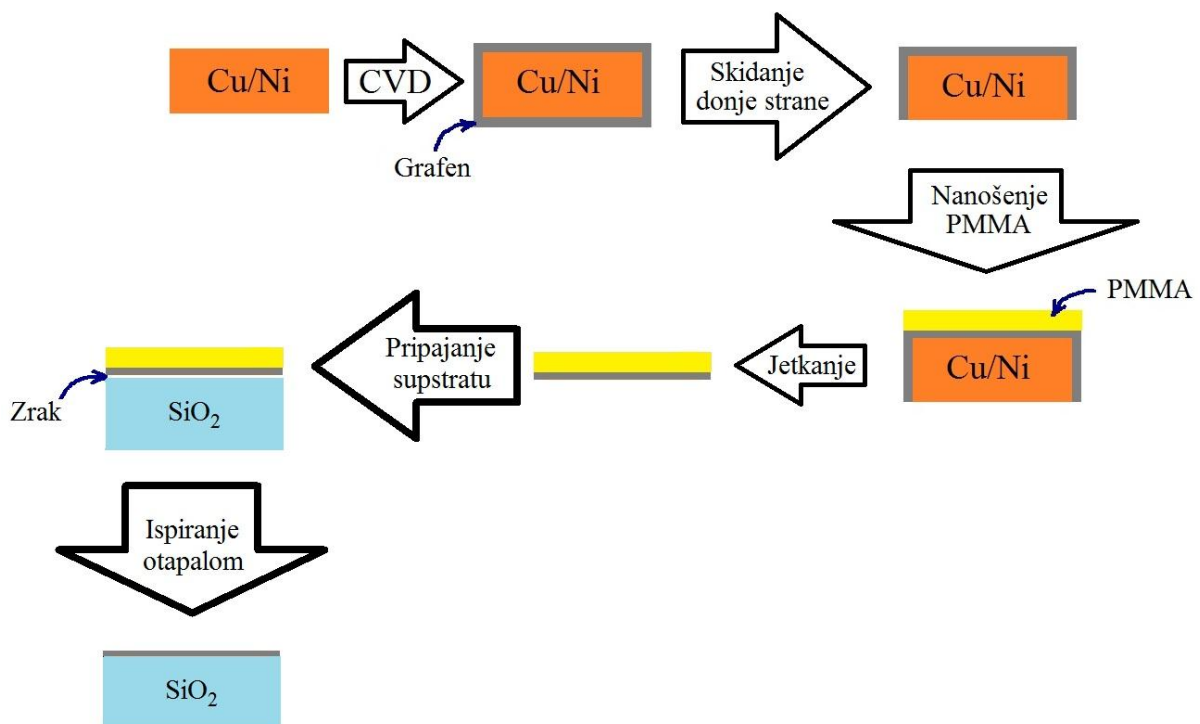 Cu/Ni
CVD
Cu/Ni
Grafen
Skidanje
donje strane
Cu/Ni
Nanošenje
PMMA
PMMA
Cu/Ni
Jetkanje
Pripajanje
supstratu
Zrak
SiO₂
Ispiranje
otapalom
SiO₂